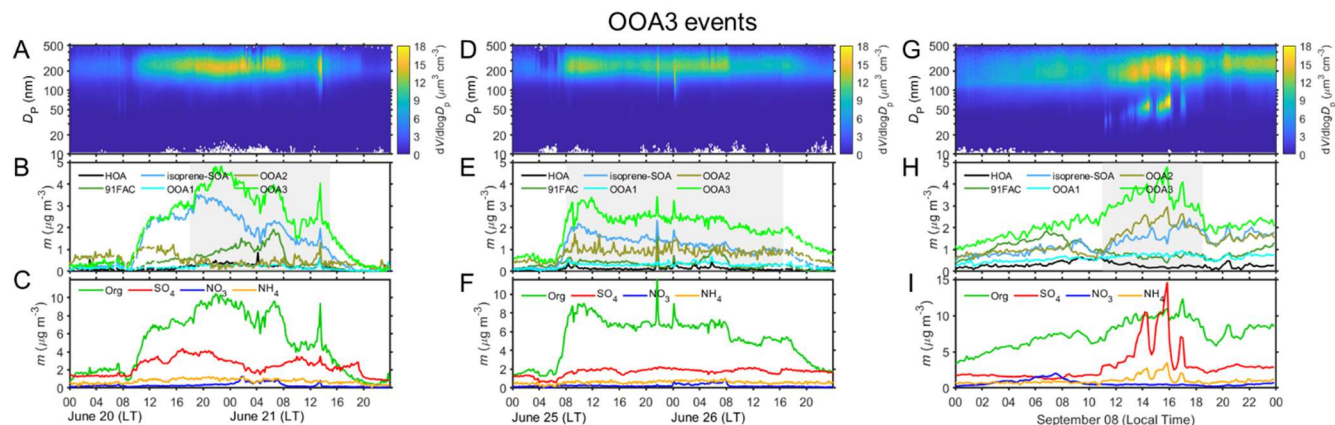 OOA3 events
A
D
G
500
200
100
50
20
10
D_P (nm)
18
15
12
9
6
3
0
dV/dlogD_p (μm³ cm⁻³)
500
200
100
50
20
10
D_P (nm)
18
15
12
9
6
3
0
dV/dlogD_p (μm³ cm⁻³)
500
200
100
50
20
10
D_P (nm)
18
15
12
9
6
3
0
dV/dlogD_p (μm³ cm⁻³)
B
HOA isoprene-SOA OOA2
91FAC OOA1 OOA3
5
4
3
2
1
0
m (μg m⁻³)
E
HOA isoprene-SOA OOA2
91FAC OOA1 OOA3
5
4
3
2
1
0
m (μg m⁻³)
H
HOA isoprene-SOA OOA2
91FAC OOA1 OOA3
5
4
3
2
1
0
m (μg m⁻³)
C
Org SO₄ NO₃ NH₄
10
8
6
4
2
0
m (μg m⁻³)
00 04 08 12 16 20 00 04 08 12 16 20
June 20 (LT) June 21 (LT)
F
Org SO₄ NO₃ NH₄
10
8
6
4
2
0
m (μg m⁻³)
00 04 08 12 16 20 00 04 08 12 16 20
June 25 (LT) June 26 (LT)
I
Org SO₄ NO₃ NH₄
15
10
5
0
m (μg m⁻³)
00 02 04 06 08 10 12 14 16 18 20 22 00
September 08 (Local Time)